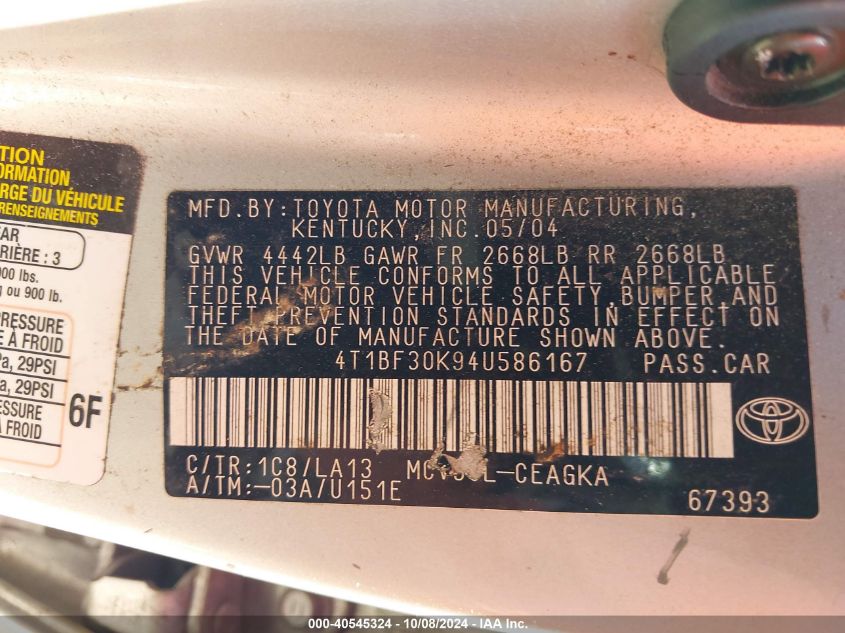 TION
FORMATION
RGE DU VÉHICULE
RENSEIGNEMENTS
EAR
RIÈRE : 3
900 lbs.
g ou 900 lb.
PRESSURE
E À FROID
Pa, 29PSI
a, 29PSI
ESSURE
À FROID
6F
MFD.BY:TOYOTA MOTOR MANUFACTURING,
KENTUCKY,INC.05/04
GVWR 4442LB GAWR FR 2668LB RR 2668LB
THIS VEHICLE CONFORMS TO ALL APPLICABLE
FEDERAL MOTOR VEHICLE SAFETY,BUMPER,AND
THEFT PREVENTION STANDARDS IN EFFECT ON
THE DATE OF MANUFACTURE SHOWN ABOVE.
4T1BF30K94U586167 PASS.CAR
C/TR:1C8/LA13 L-CEAGKA
A/TM:-03A/U151E
67393
000-40545324 - 10/08/2024 - IAA Inc.